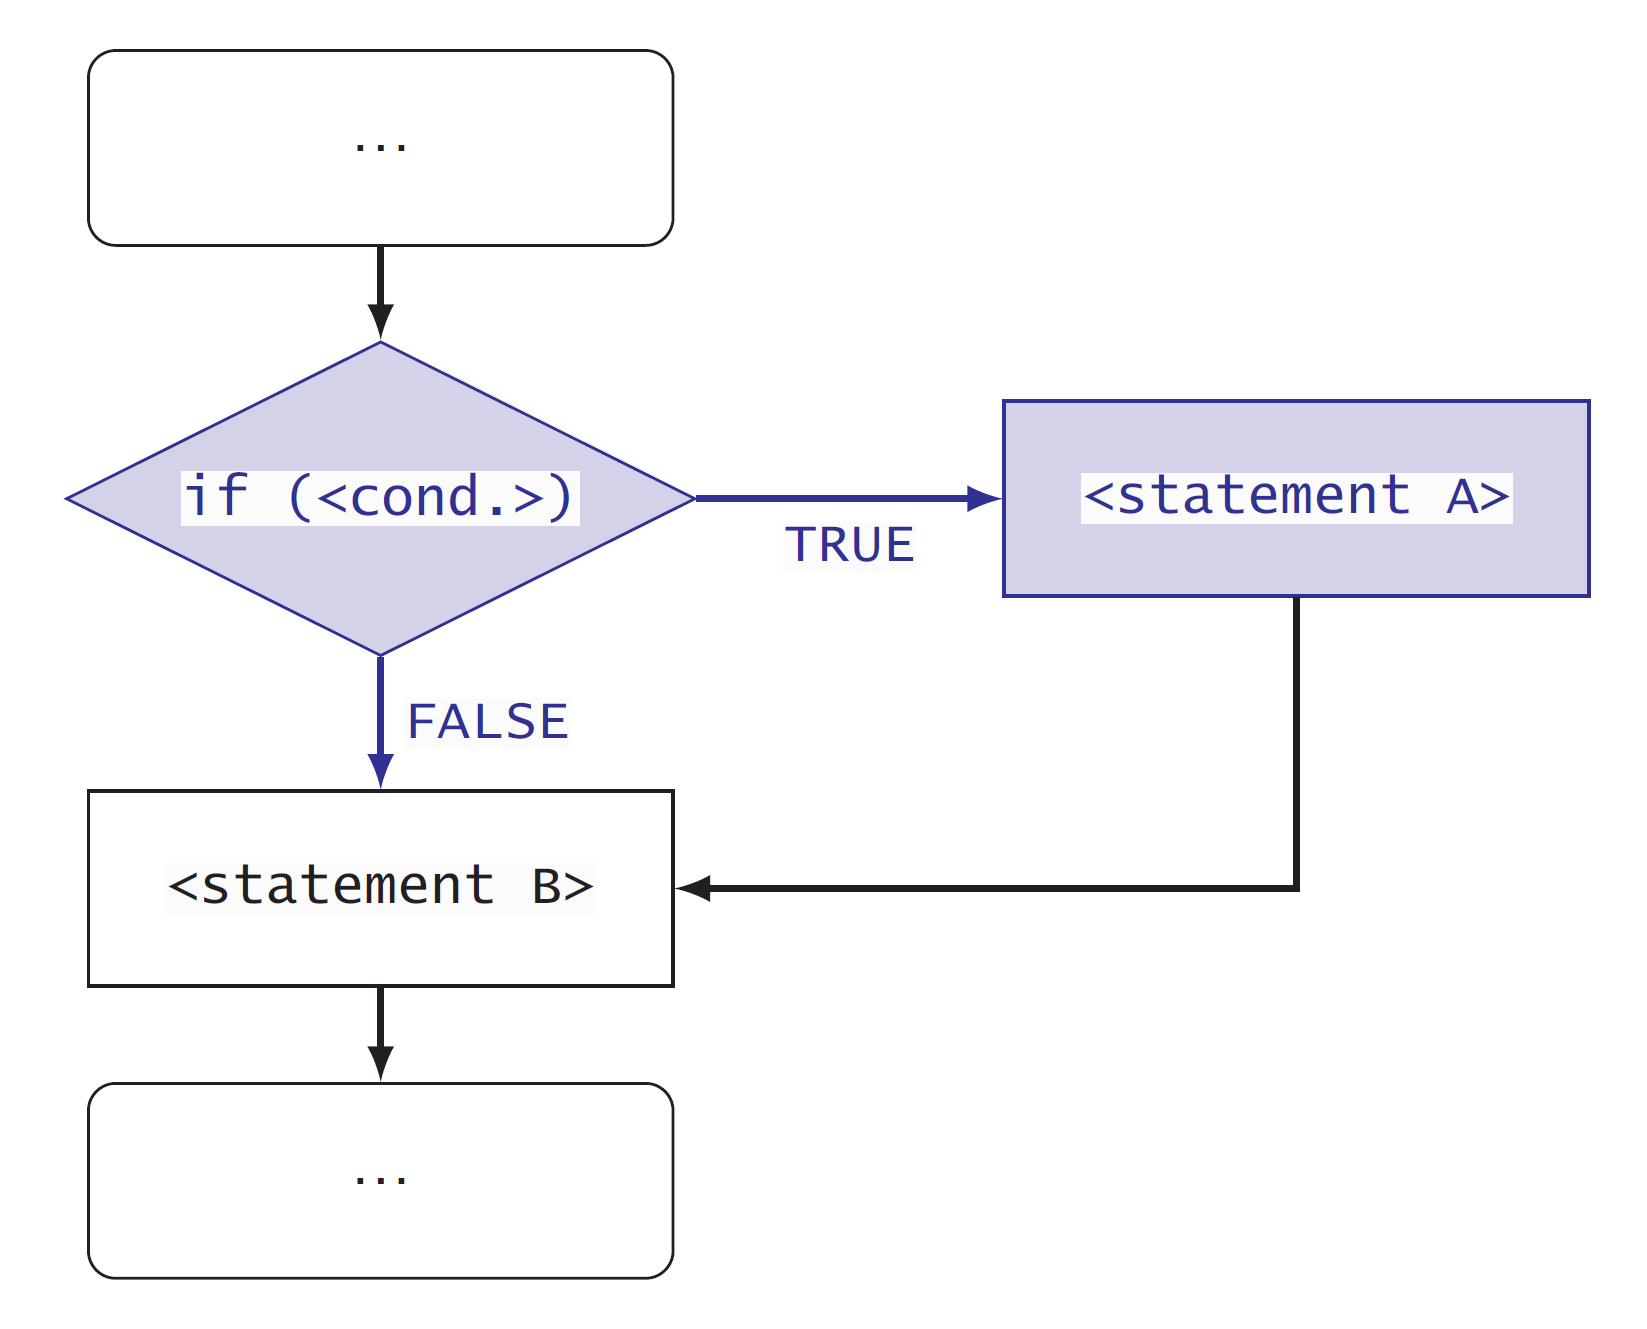 ...
if (<cond.>)
<statement A>
TRUE
FALSE
<statement B>
...